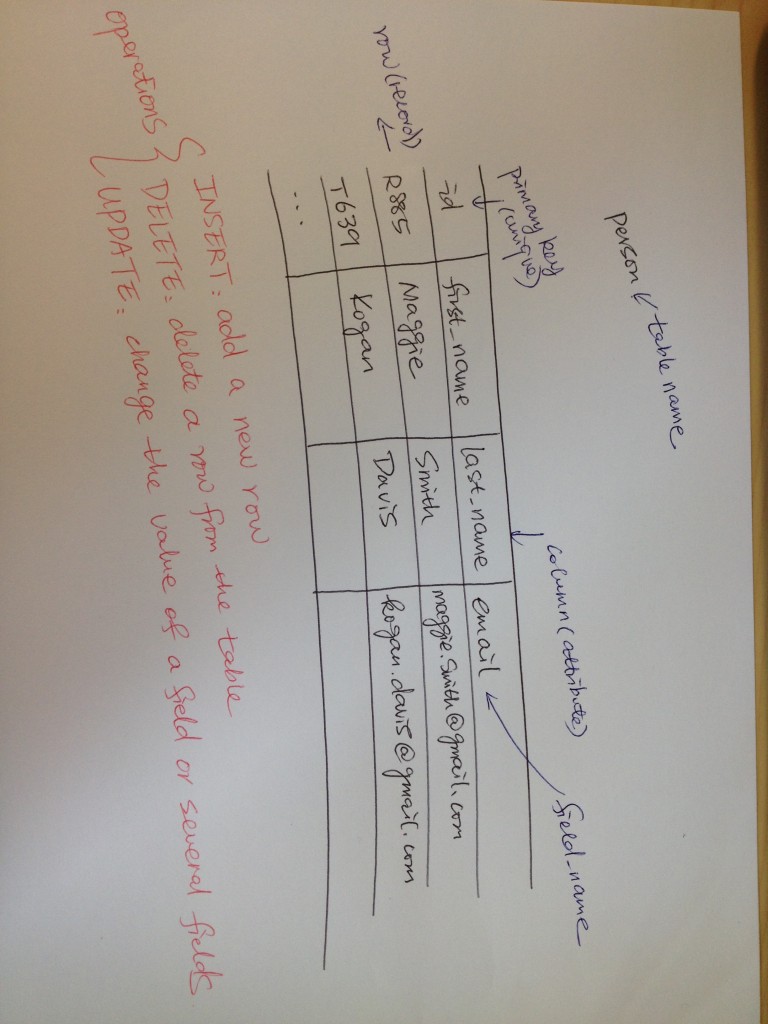 person ← table name
primary key
(unique)
column (attribute)
field_name
id first_name last_name email
row (record) → R885 Maggie Smith maggie.smith@gmail.com
T639 Kogan Davis kogan.davis@gmail.com
...
operations
INSERT: add a new row
DELETE: delete a row from the table
UPDATE: change the value of a field or several fields.